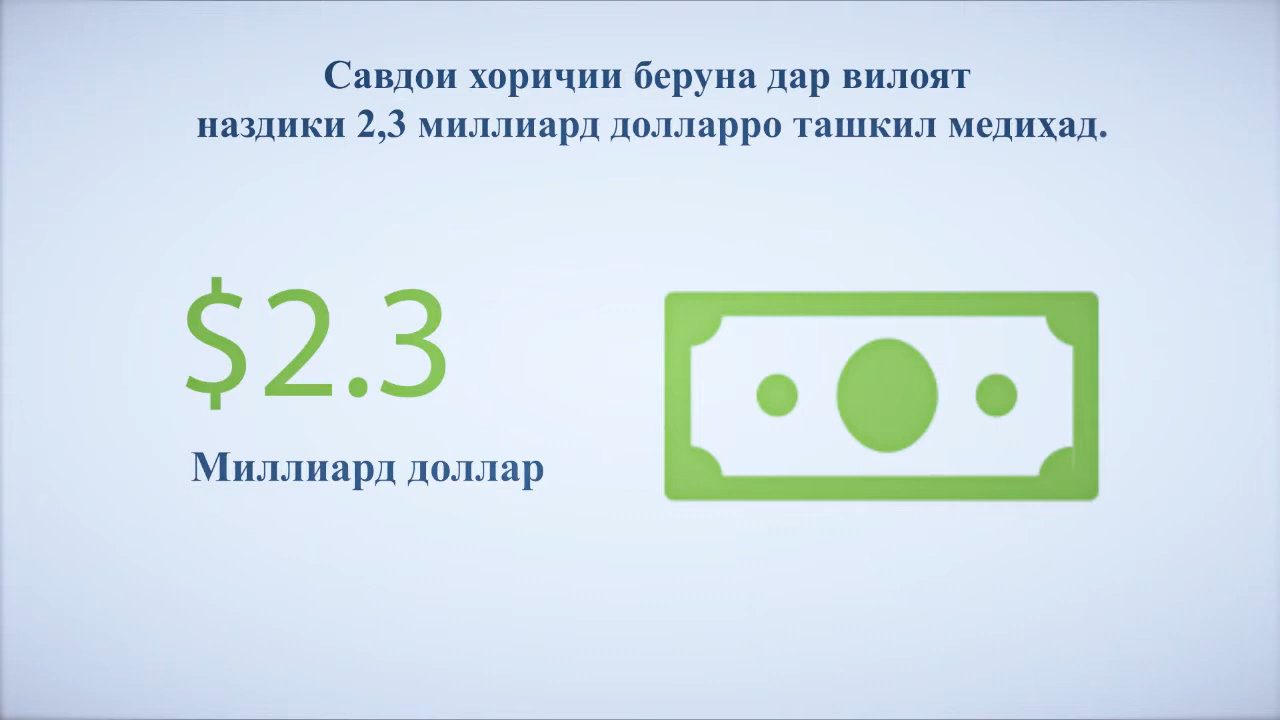 Савдои хориҷии беруна дар вилоят
наздики 2,3 миллиард долларро ташкил медиҳад.
$2.3
Миллиард доллар